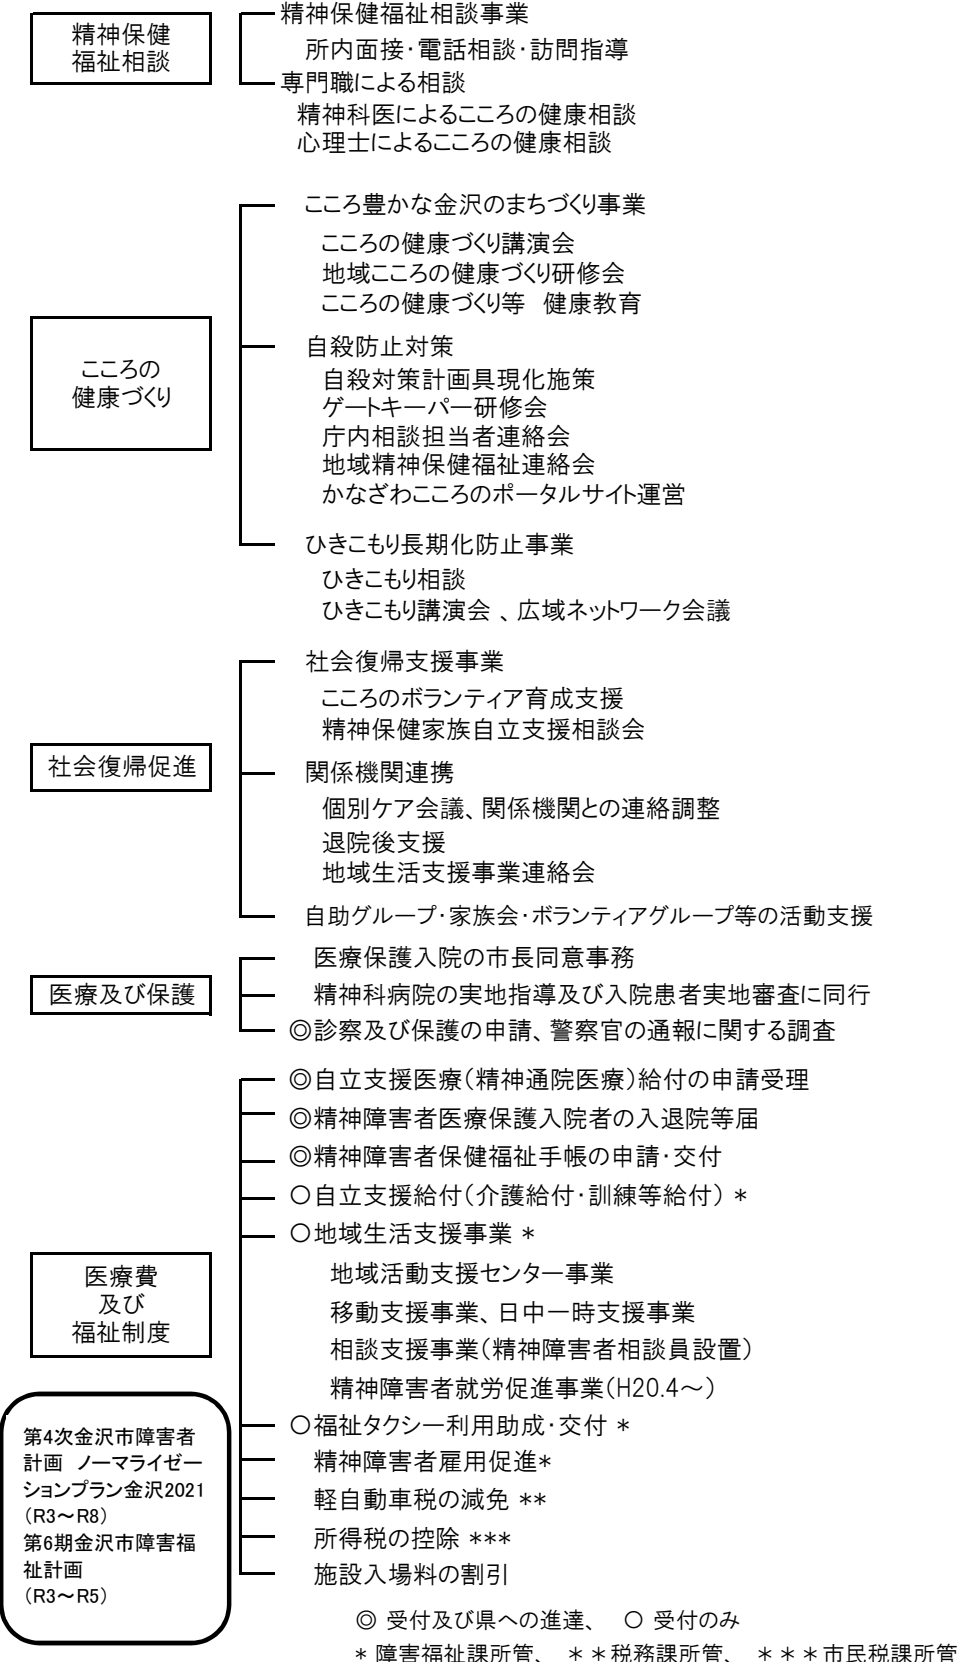 精神保健
福祉相談
精神保健福祉相談事業
所内面接・電話相談・訪問指導
専門職による相談
精神科医によるこころの健康相談
心理士によるこころの健康相談
こころの
健康づくり
こころ豊かな金沢のまちづくり事業
こころの健康づくり講演会
地域こころの健康づくり研修会
こころの健康づくり等　健康教育
自殺防止対策
自殺対策計画具現化施策
ゲートキーパー研修会
庁内相談担当者連絡会
地域精神保健福祉連絡会
かなざわこころのポータルサイト運営
ひきこもり長期化防止事業
ひきこもり相談
ひきこもり講演会 、広域ネットワーク会議
社会復帰促進
社会復帰支援事業
こころのボランティア育成支援
精神保健家族自立支援相談会
関係機関連携
個別ケア会議、関係機関との連絡調整
退院後支援
地域生活支援事業連絡会
自助グループ・家族会・ボランティアグループ等の活動支援
医療及び保護
医療保護入院の市長同意事務
精神科病院の実地指導及び入院患者実地審査に同行
◎診察及び保護の申請、警察官の通報に関する調査
医療費
及び
福祉制度
◎自立支援医療（精神通院医療）給付の申請受理
◎精神障害者医療保護入院者の入退院等届
◎精神障害者保健福祉手帳の申請・交付
○自立支援給付（介護給付・訓練等給付）＊
○地域生活支援事業 ＊
地域活動支援センター事業
移動支援事業、日中一時支援事業
相談支援事業（精神障害者相談員設置）
精神障害者就労促進事業（H20.4～）
○福祉タクシー利用助成・交付 ＊
精神障害者雇用促進*
軽自動車税の減免 **
所得税の控除 ***
施設入場料の割引
第4次金沢市障害者
計画　ノーマライゼー
ションプラン金沢2021
（R3～R8）
第6期金沢市障害福
祉計画
（R3～R5）
◎ 受付及び県への進達、　○ 受付のみ
＊障害福祉課所管、　＊＊税務課所管、　＊＊＊市民税課所管